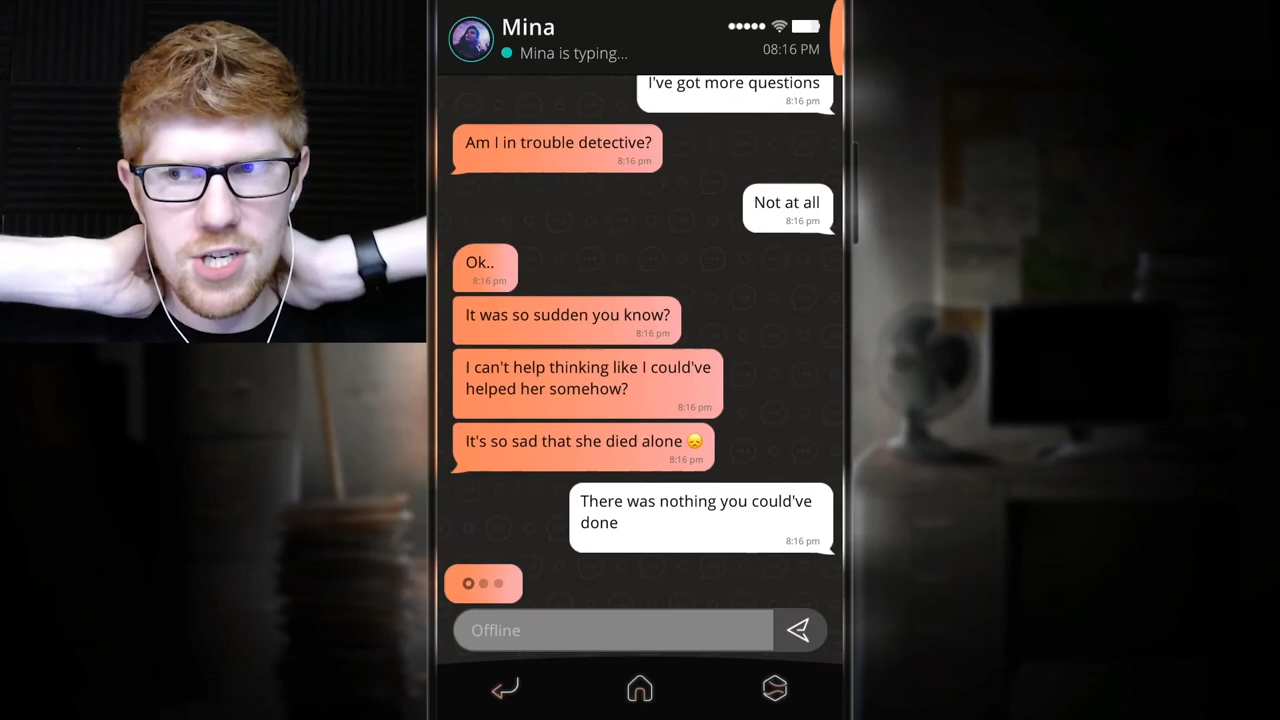 Mina
Mina is typing...
08:16 PM
I've got more questions
8:16 pm
Am I in trouble detective?
8:16 pm
Not at all
8:16 pm
Ok..
8:16 pm
It was so sudden you know?
8:16 pm
I can't help thinking like I could've
helped her somehow?
8:16 pm
It's so sad that she died alone 😞
8:16 pm
There was nothing you could've
done
8:16 pm
Offline